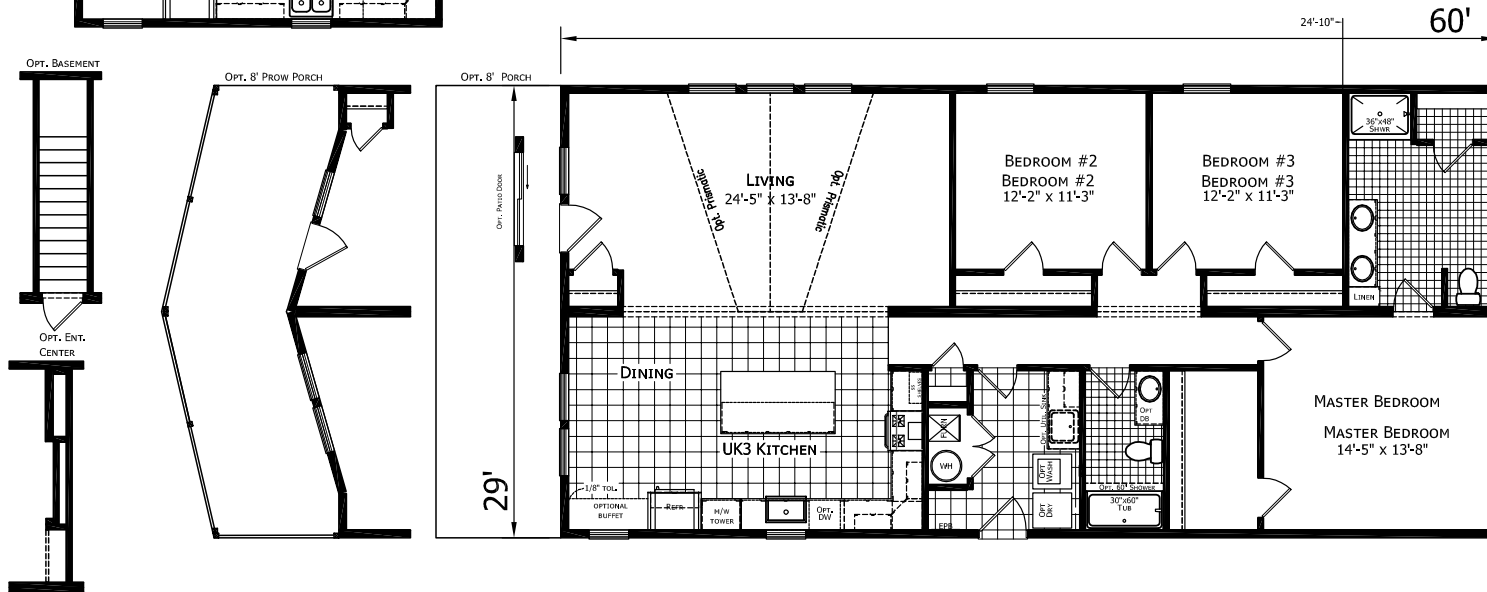 24'-10"
60'
OPT. BASEMENT
OPT. 8' PROW PORCH
OPT. 8' PORCH
OPT. PATIO DOOR
29'
OPT. ENT.
CENTER
LIVING
24'-5" x 13'-8"
Opt. Prismatic
Opt. Prismatic
BEDROOM #2
BEDROOM #2
12'-2" x 11'-3"
BEDROOM #3
BEDROOM #3
12'-2" x 11'-3"
36"x48"
SHWR
LINEN
DINING
UK3 KITCHEN
1/8" TOL.
OPTIONAL
BUFFET
REFR
M/W
TOWER
OPT.
DW
FURN
WH
EPB
OPT. UTIL. SINK
OPT
WASH
OPT
DRY
OPT
DB
OPT. 60" SHOWER
30"x60"
TUB
MASTER BEDROOM
MASTER BEDROOM
14'-5" x 13'-8"